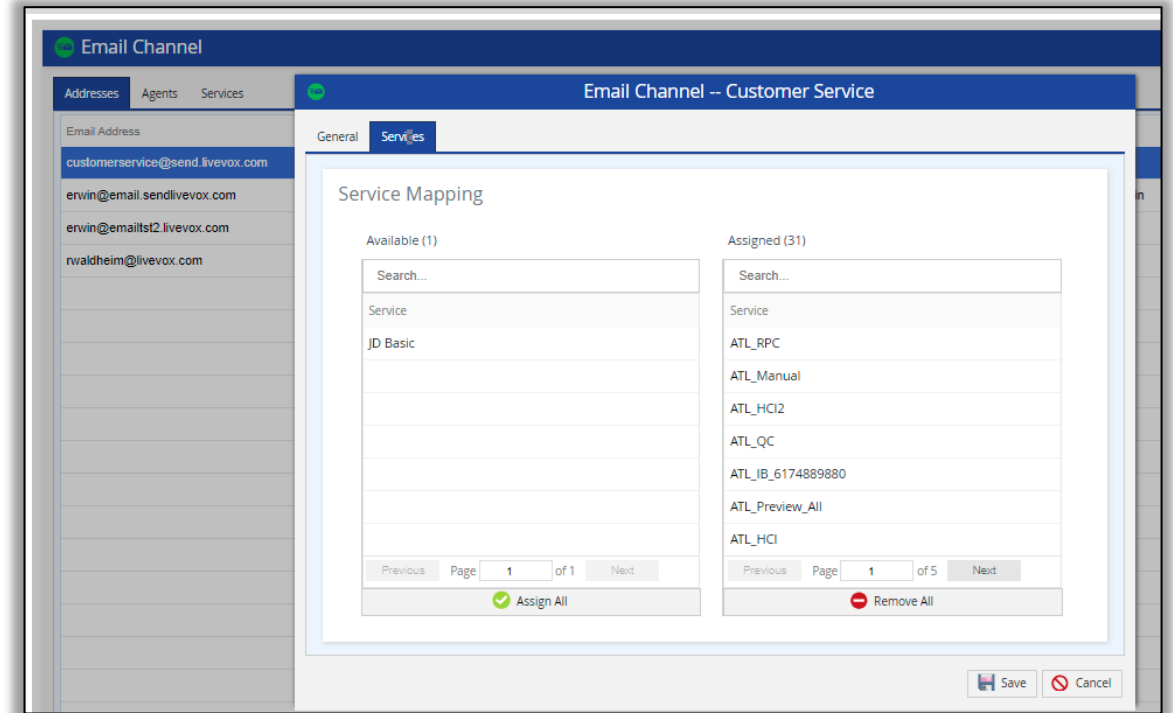 Email Channel
Addresses Agents Services
Email Address
customerservice@send.livevox.com
erwin@email.sendlivevox.com
erwin@emailtst2.livevox.com
rwaldheim@livevox.com
in
Email Channel -- Customer Service
General Services
Service Mapping
Available (1)
Search...
Service
JD Basic
Previous Page 1 of 1 Next
Assign All
Assigned (31)
Search...
Service
ATL_RPC
ATL_Manual
ATL_HCI2
ATL_QC
ATL_IB_6174889880
ATL_Preview_All
ATL_HCI
Previous Page 1 of 5 Next
Remove All
Save Cancel